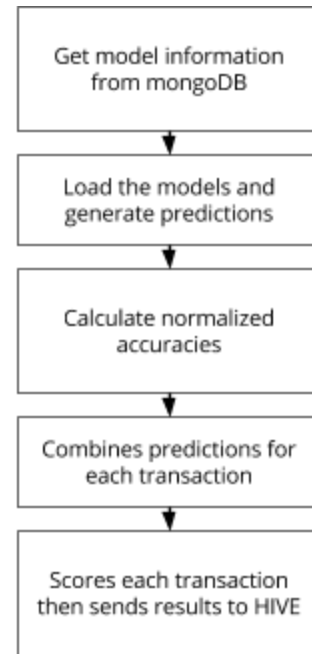 Get model information
from mongoDB
Load the models and
generate predictions
Calculate normalized
accuracies
Combines predictions for
each transaction
Scores each transaction
then sends results to HIVE